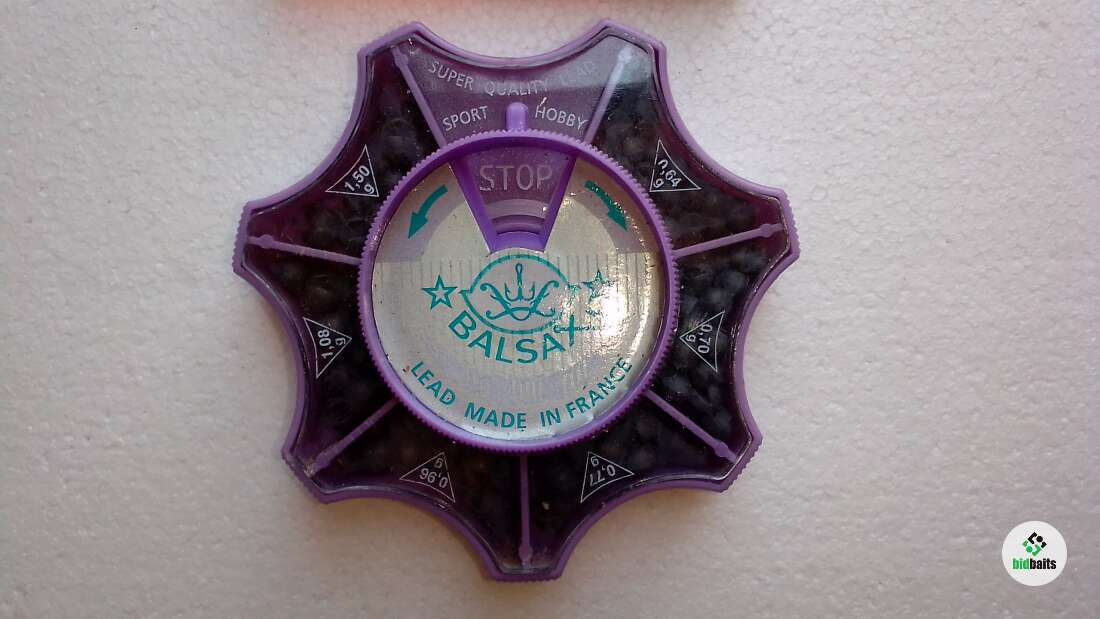 SUPER QUALITY LEAD
SPORT HOBBY
STOP
1,50
g
0,64
g
BALSAX
1,08
g
0,70
g
LEAD MADE IN FRANCE
0,96
g
0,77
g
bidbaits